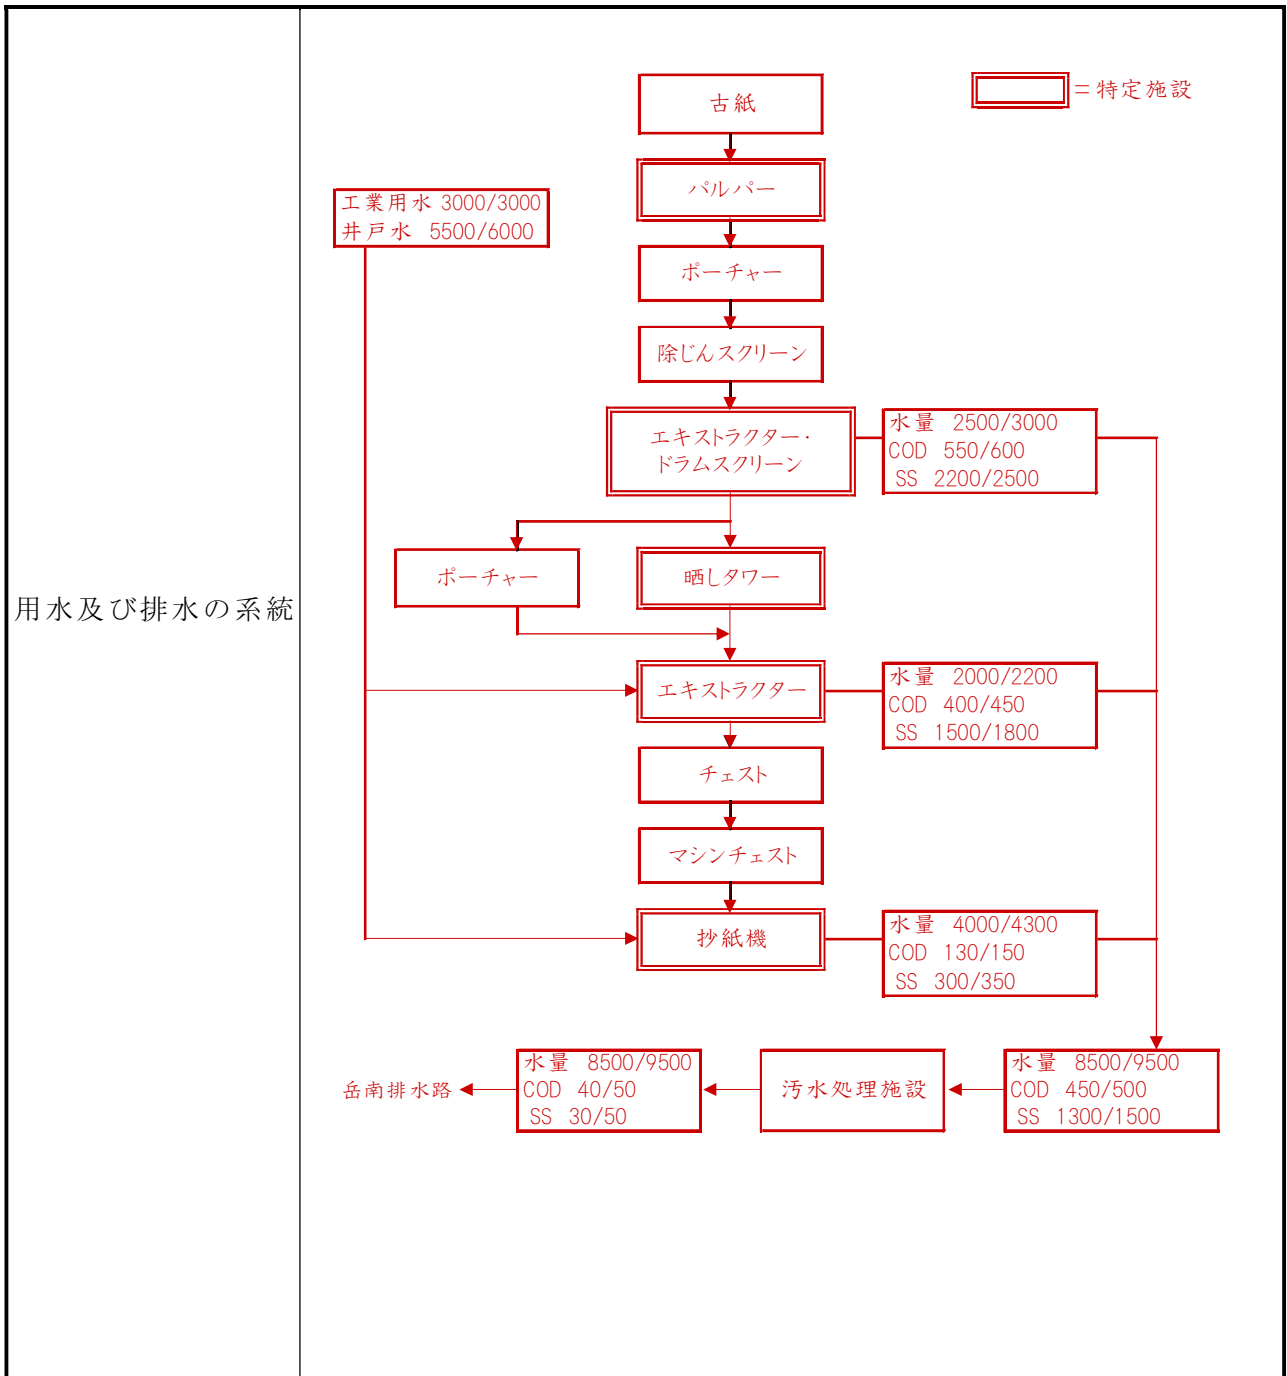 用水及び排水の系統
古紙
＝特定施設
パルパー
工業用水 3000/3000
井戸水 5500/6000
ポーチャー
除じんスクリーン
エキストラクター・
ドラムスクリーン
水量 2500/3000
COD 550/600
SS 2200/2500
ポーチャー
晒しタワー
エキストラクター
水量 2000/2200
COD 400/450
SS 1500/1800
チェスト
マシンチェスト
抄紙機
水量 4000/4300
COD 130/150
SS 300/350
岳南排水路
水量 8500/9500
COD 40/50
SS 30/50
汚水処理施設
水量 8500/9500
COD 450/500
SS 1300/1500